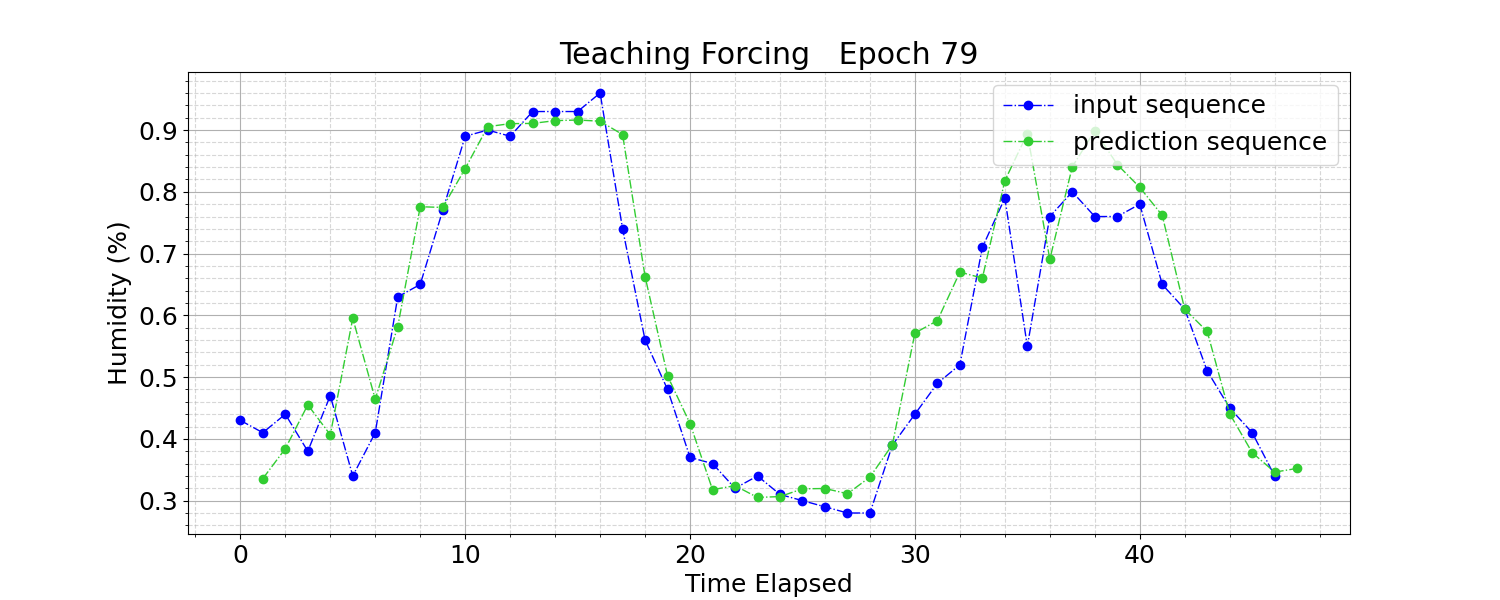 Teaching Forcing   Epoch 79
input sequence
prediction sequence
Humidity (%)
0.9
0.8
0.7
0.6
0.5
0.4
0.3
0 10 20 30 40
Time Elapsed